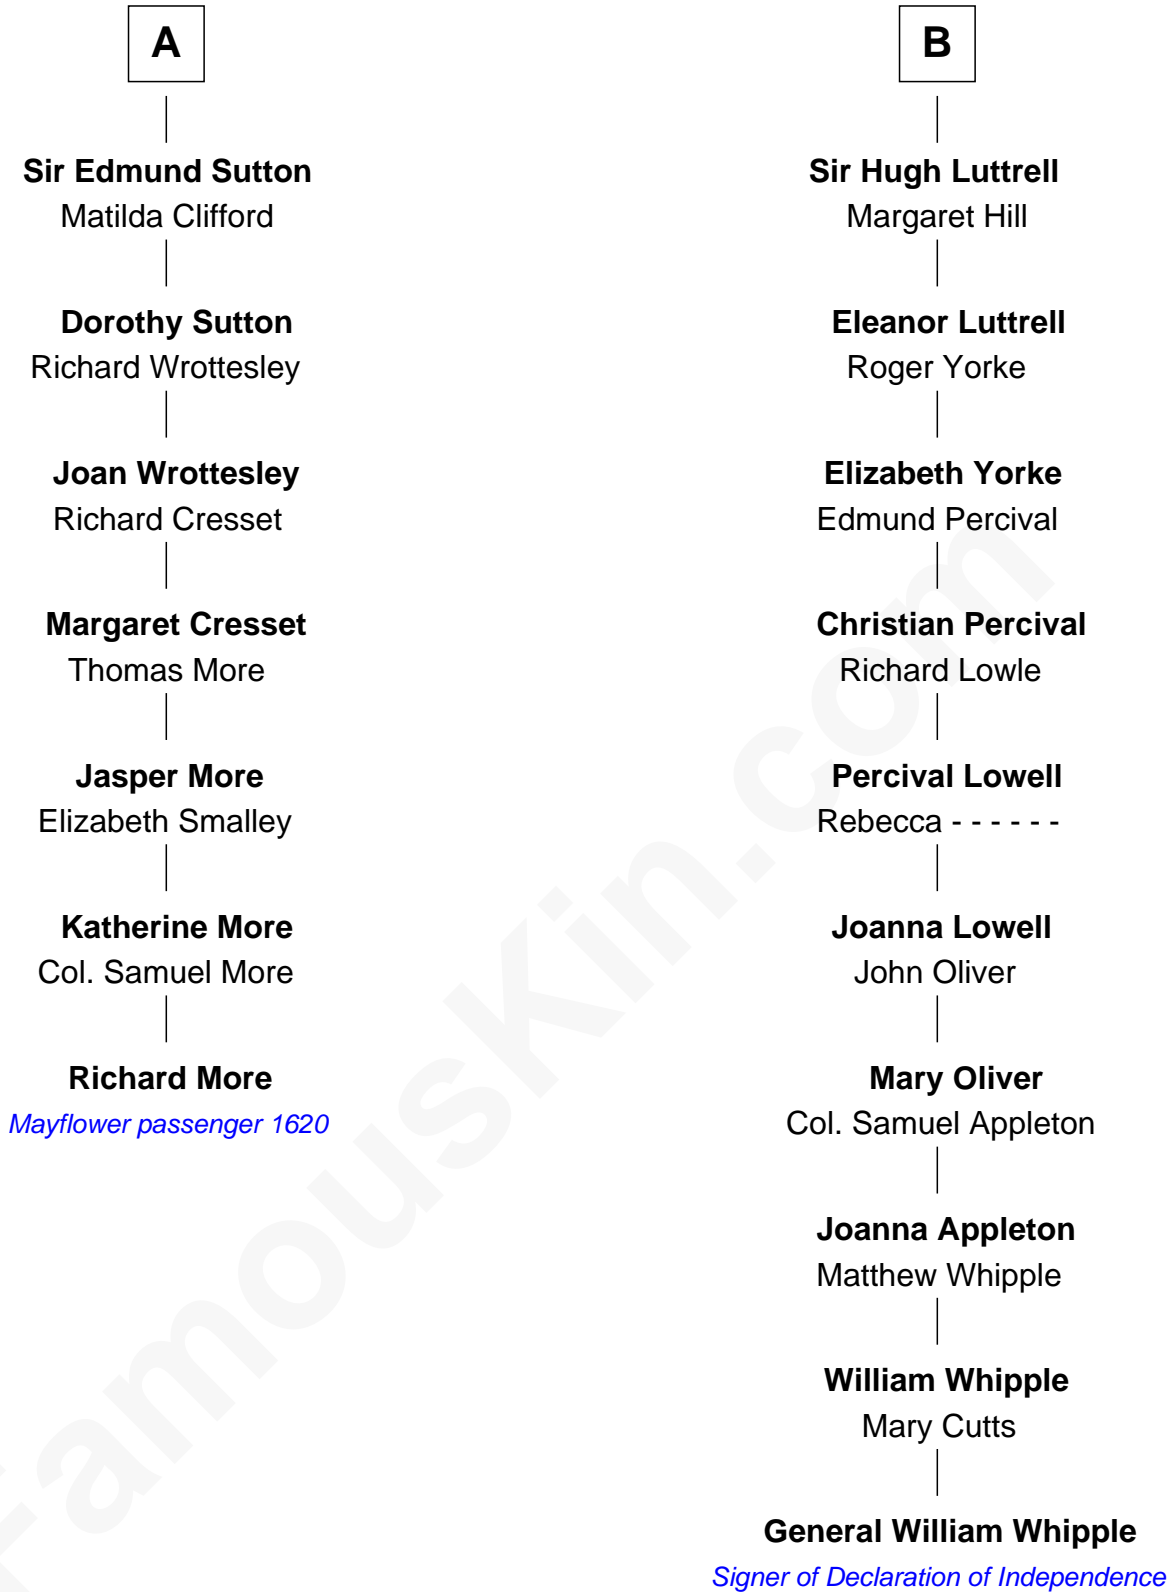 A
Sir Edmund Sutton
Matilda Clifford
Dorothy Sutton
Richard Wrottesley
Joan Wrottesley
Richard Cresset
Margaret Cresset
Thomas More
Jasper More
Elizabeth Smalley
Katherine More
Col. Samuel More
Richard More
Mayflower passenger 1620
B
Sir Hugh Luttrell
Margaret Hill
Eleanor Luttrell
Roger Yorke
Elizabeth Yorke
Edmund Percival
Christian Percival
Richard Lowle
Percival Lowell
Rebecca - - - - - -
Joanna Lowell
John Oliver
Mary Oliver
Col. Samuel Appleton
Joanna Appleton
Matthew Whipple
William Whipple
Mary Cutts
General William Whipple
Signer of Declaration of Independence
FamousKin.com